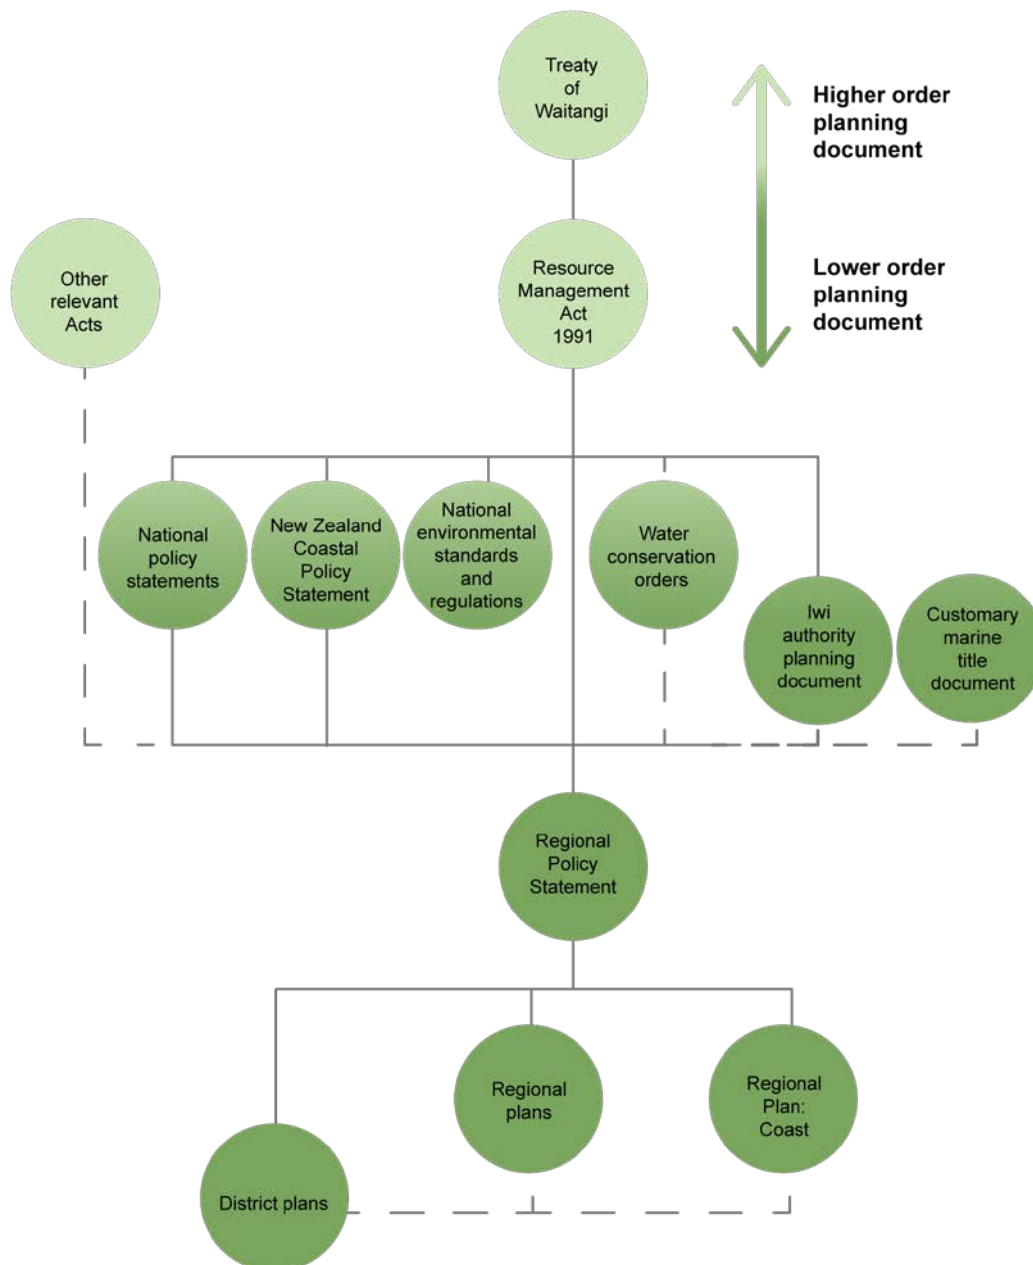 Treaty
of
Waitangi
Higher order
planning
document
Other
relevant
Acts
Resource
Management
Act
1991
Lower order
planning
document
National
policy
statements
New Zealand
Coastal
Policy
Statement
National
environmental
standards
and
regulations
Water
conservation
orders
Iwi
authority
planning
document
Customary
marine
title
document
Regional
Policy
Statement
Regional
plans
Regional
Plan:
Coast
District plans